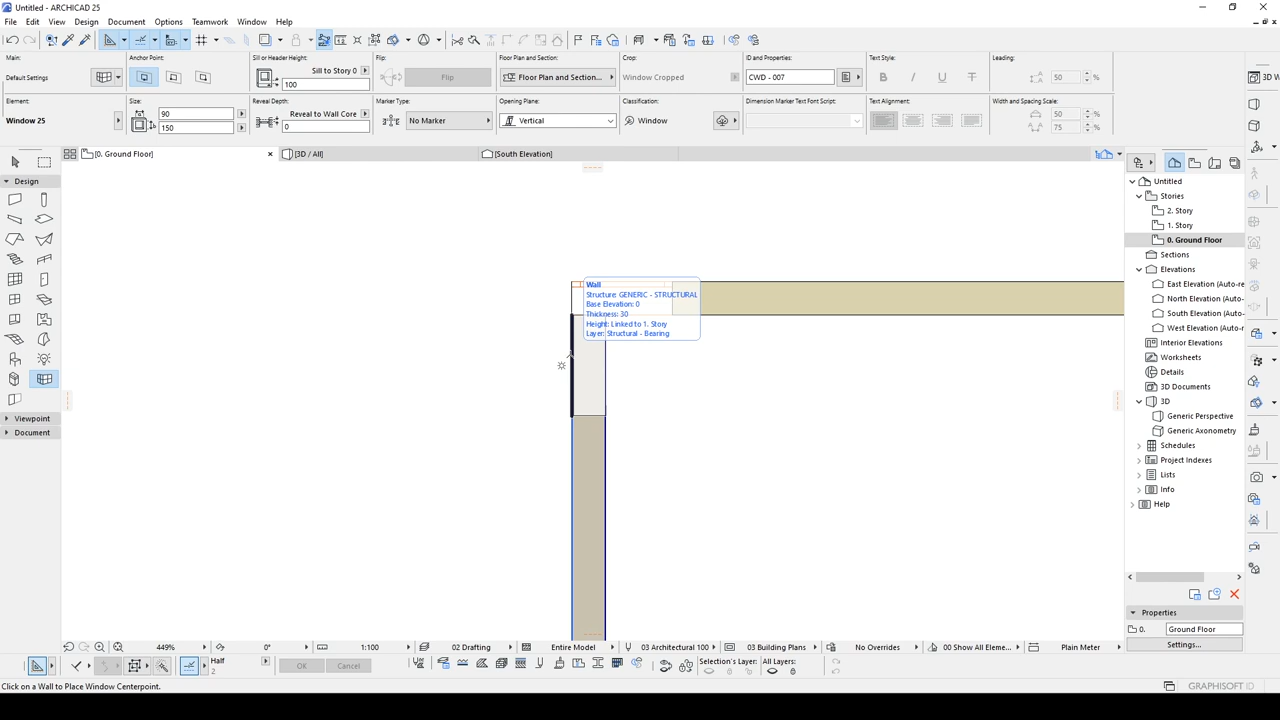 Untitled - ARCHICAD 25
File Edit View Design Options Document Options Teamwork Window Help
Main:
Default Settings
Anchor Point:
Sill or Header Height:
Sill to Story 0
100
Flip:
Flip
Floor Plan and Section:
Floor Plan and Section...
Crop:
Window Cropped
ID and Properties:
CWD - 007
Text Style:
B I U T
Leading:
50 %
Element:
Window 25
Size:
90
150
Reveal Depth:
Reveal to Wall Core
0
Marker Type:
No Marker
Opening Plane:
Vertical
Classification:
Window
Dimension Marker Text Font Script:
Text Alignment:
Width and Spacing Scale:
50 %
75 %
3D W
[0. Ground Floor]
[3D / All]
[South Elevation]
Design
Viewpoint
Document
Wall
Structure: GENERIC - STRUCTURAL
Base Elevation: 0
Thickness: 30
Height: Linked to 1. Story
Layer: Structural - Bearing
Untitled
Stories
2. Story
1. Story
0. Ground Floor
Sections
Elevations
East Elevation (Auto-re
North Elevation (Auto-
South Elevation (Auto-r
West Elevation (Auto-r
Interior Elevations
Worksheets
Details
3D Documents
3D
Generic Perspective
Generic Axonometry
Schedules
Project Indexes
Lists
Info
Help
Properties
0. Ground Floor
Settings...
449%
0°
1:100
02 Drafting
Entire Model
03 Architectural 100
03 Building Plans
No Overrides
00 Show All Eleme...
Plain Meter
Half
2
OK
Cancel
Selection's Layer:
All Layers:
Click on a Wall to Place Window Centerpoint.
GRAPHISOFT ID